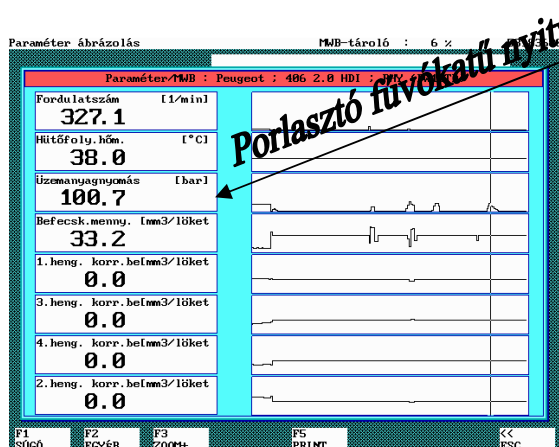 Paraméter ábrázolás MWB-tároló : 6 %
Paraméter/MWB : Peugeot ; 406 2.0 HDI ;
Porlasztó fúvókatű nyit
Fordulatszám [1/min]
327.1
Hűtőfoly.hőm. [°C]
38.0
Üzemanyagnyomás [bar]
100.7
Befecsk.menny. [mm3/löket
33.2
1.heng. korr.be[mm3/löket
0.0
3.heng. korr.be[mm3/löket
0.0
4.heng. korr.be[mm3/löket
0.0
2.heng. korr.be[mm3/löket
0.0
F1 F2 F3 F5 <<
SÚGÓ EGYÉB ZOOM+ PRINT ESC